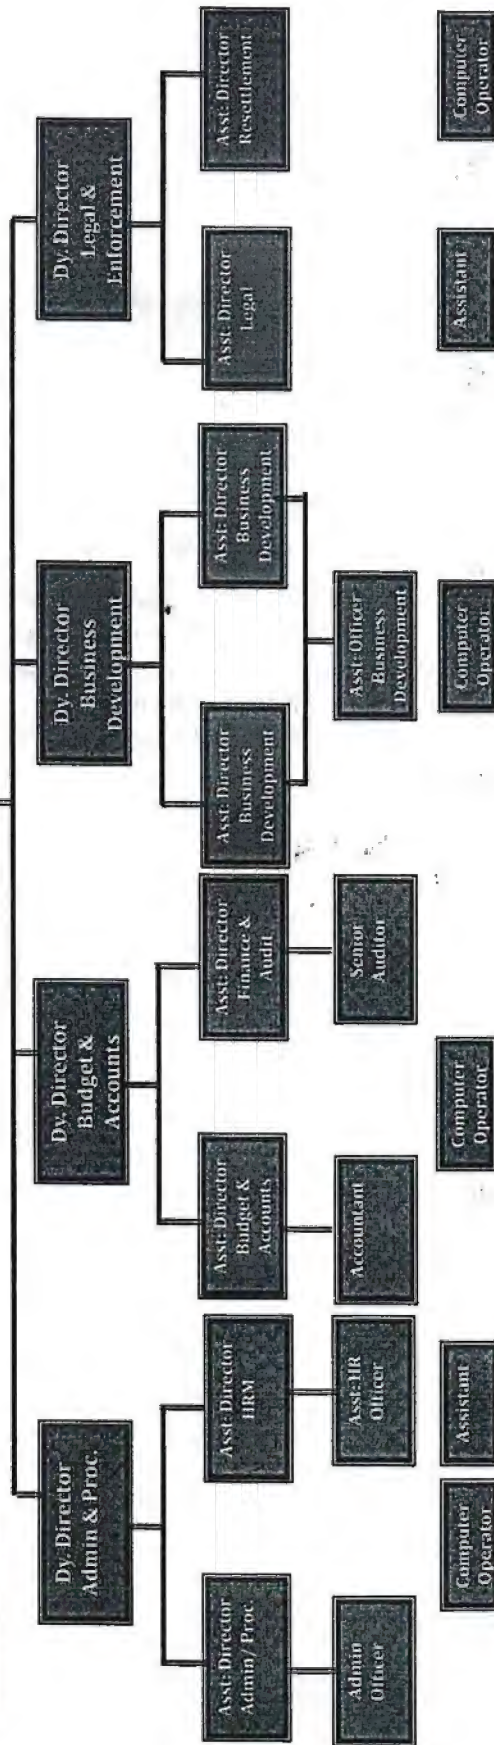 Dy. Director
Admin & Proc.
Dy. Director
Budget &
Accounts
Dy. Director
Business
Development
Dy. Director
Legal &
Enforcement
Asst: Director
Admin/ Proc.
Asst: Director
HRM
Asst: Director
Budget &
Accounts
Asst: Director
Finance &
Audit
Asst: Director
Business
Development
Asst: Director
Business
Development
Asst: Director
Legal
Asst: Director
Resettlement
Admin
Officer
Asst: HR
Officer
Accountant
Senior
Auditor
Asst: Officer
Business
Development
Computer
Operator
Assistant
Computer
Operator
Computer
Operator
Assistant
Computer
Operator